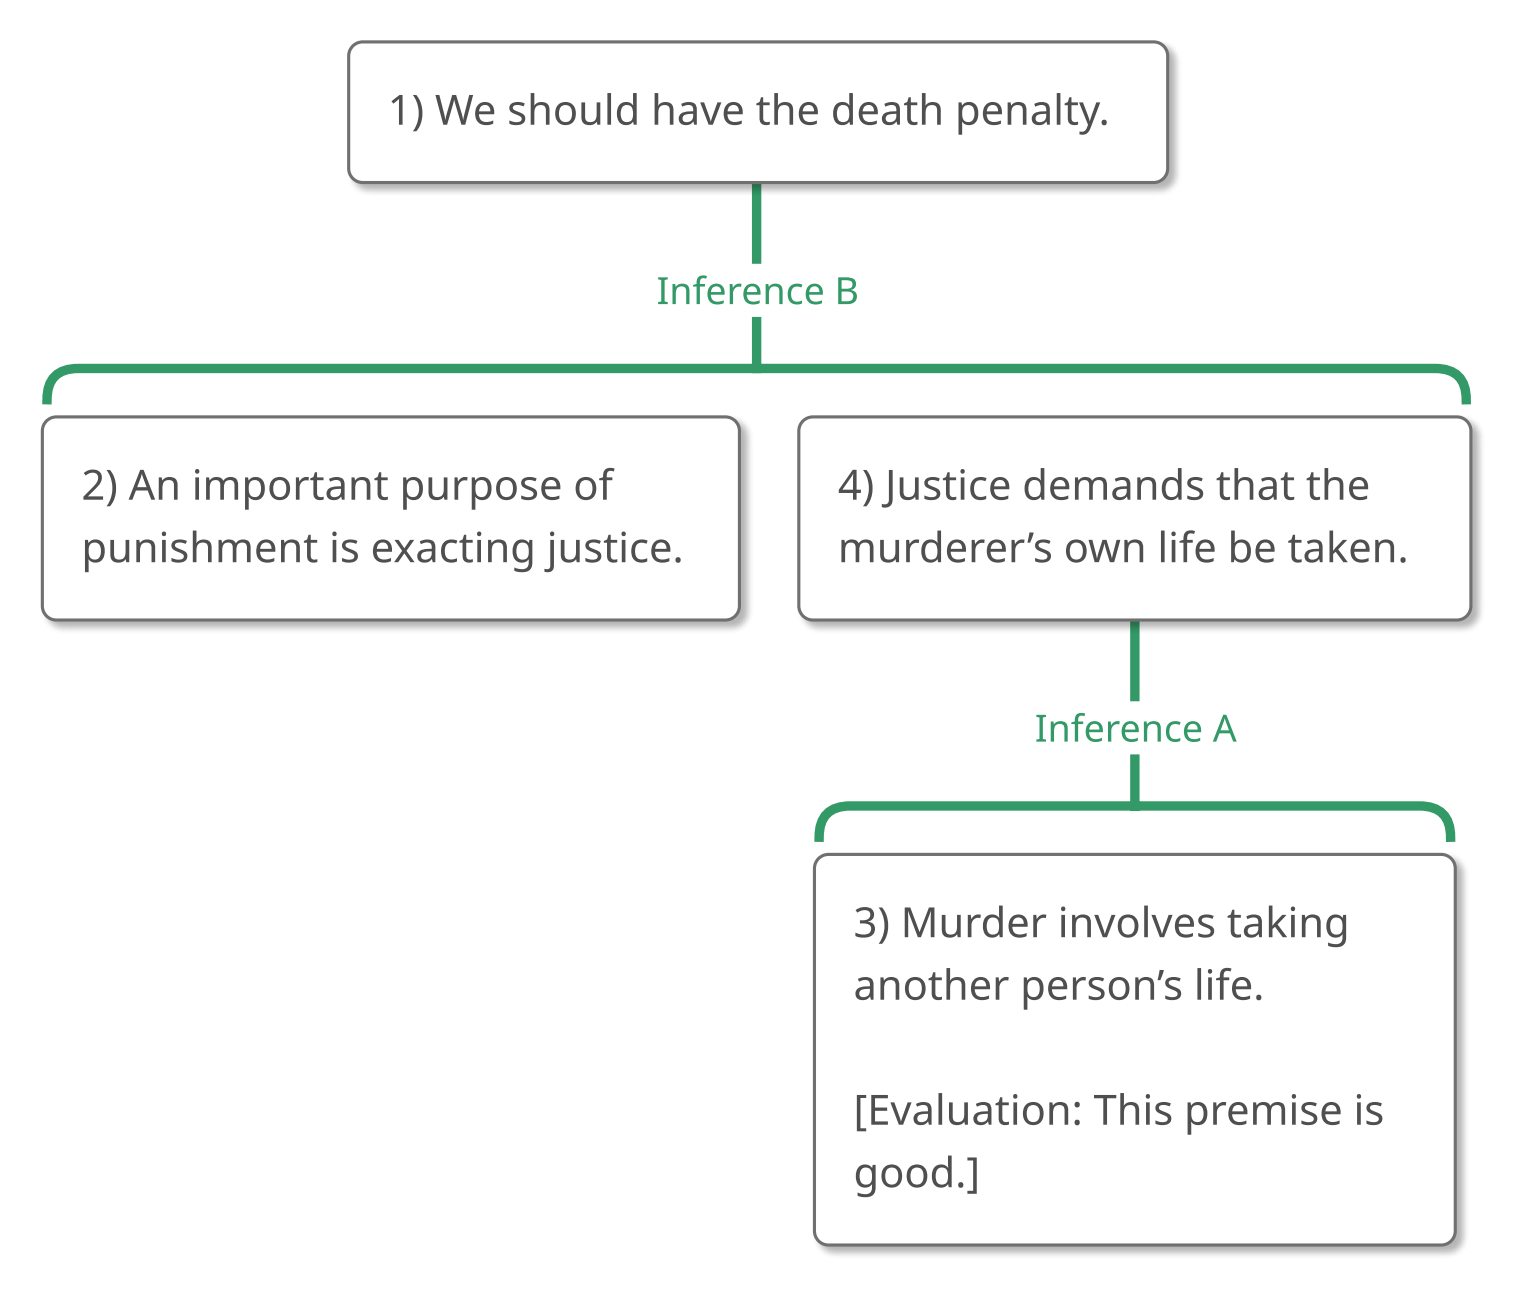 1) We should have the death penalty.
Inference B
2) An important purpose of
punishment is exacting justice.
4) Justice demands that the
murderer’s own life be taken.
Inference A
3) Murder involves taking
another person’s life.
[Evaluation: This premise is
good.]